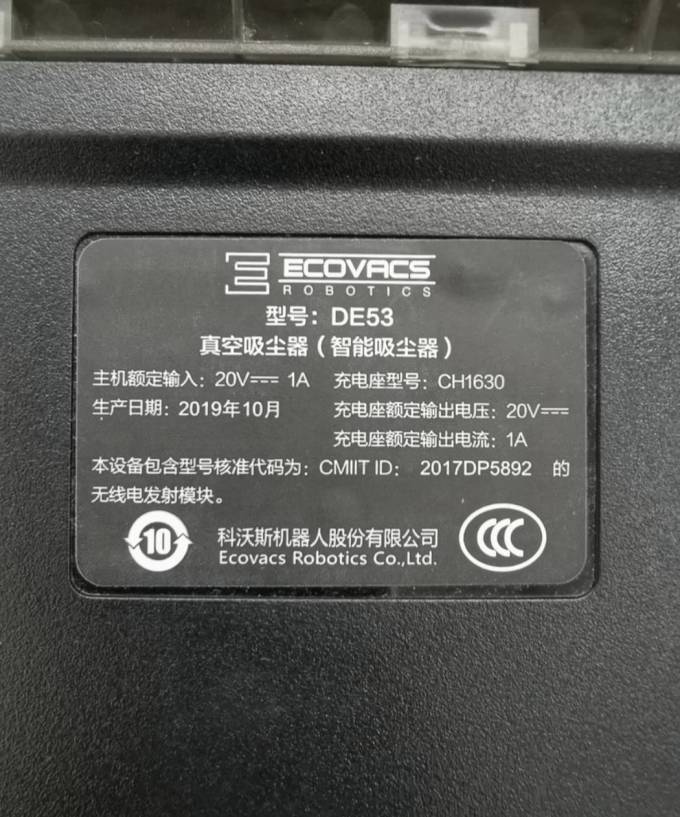 ECOVACS
ROBOTICS
型号：DE53
真空吸尘器（智能吸尘器）
主机额定输入：20V⎓ 1A 充电座型号：CH1630
生产日期：2019年10月 充电座额定输出电压：20V⎓
充电座额定输出电流：1A
本设备包含型号核准代码为：CMIIT ID： 2017DP5892 的
无线电发射模块。
10 科沃斯机器人股份有限公司 CCC
Ecovacs Robotics Co.,Ltd.